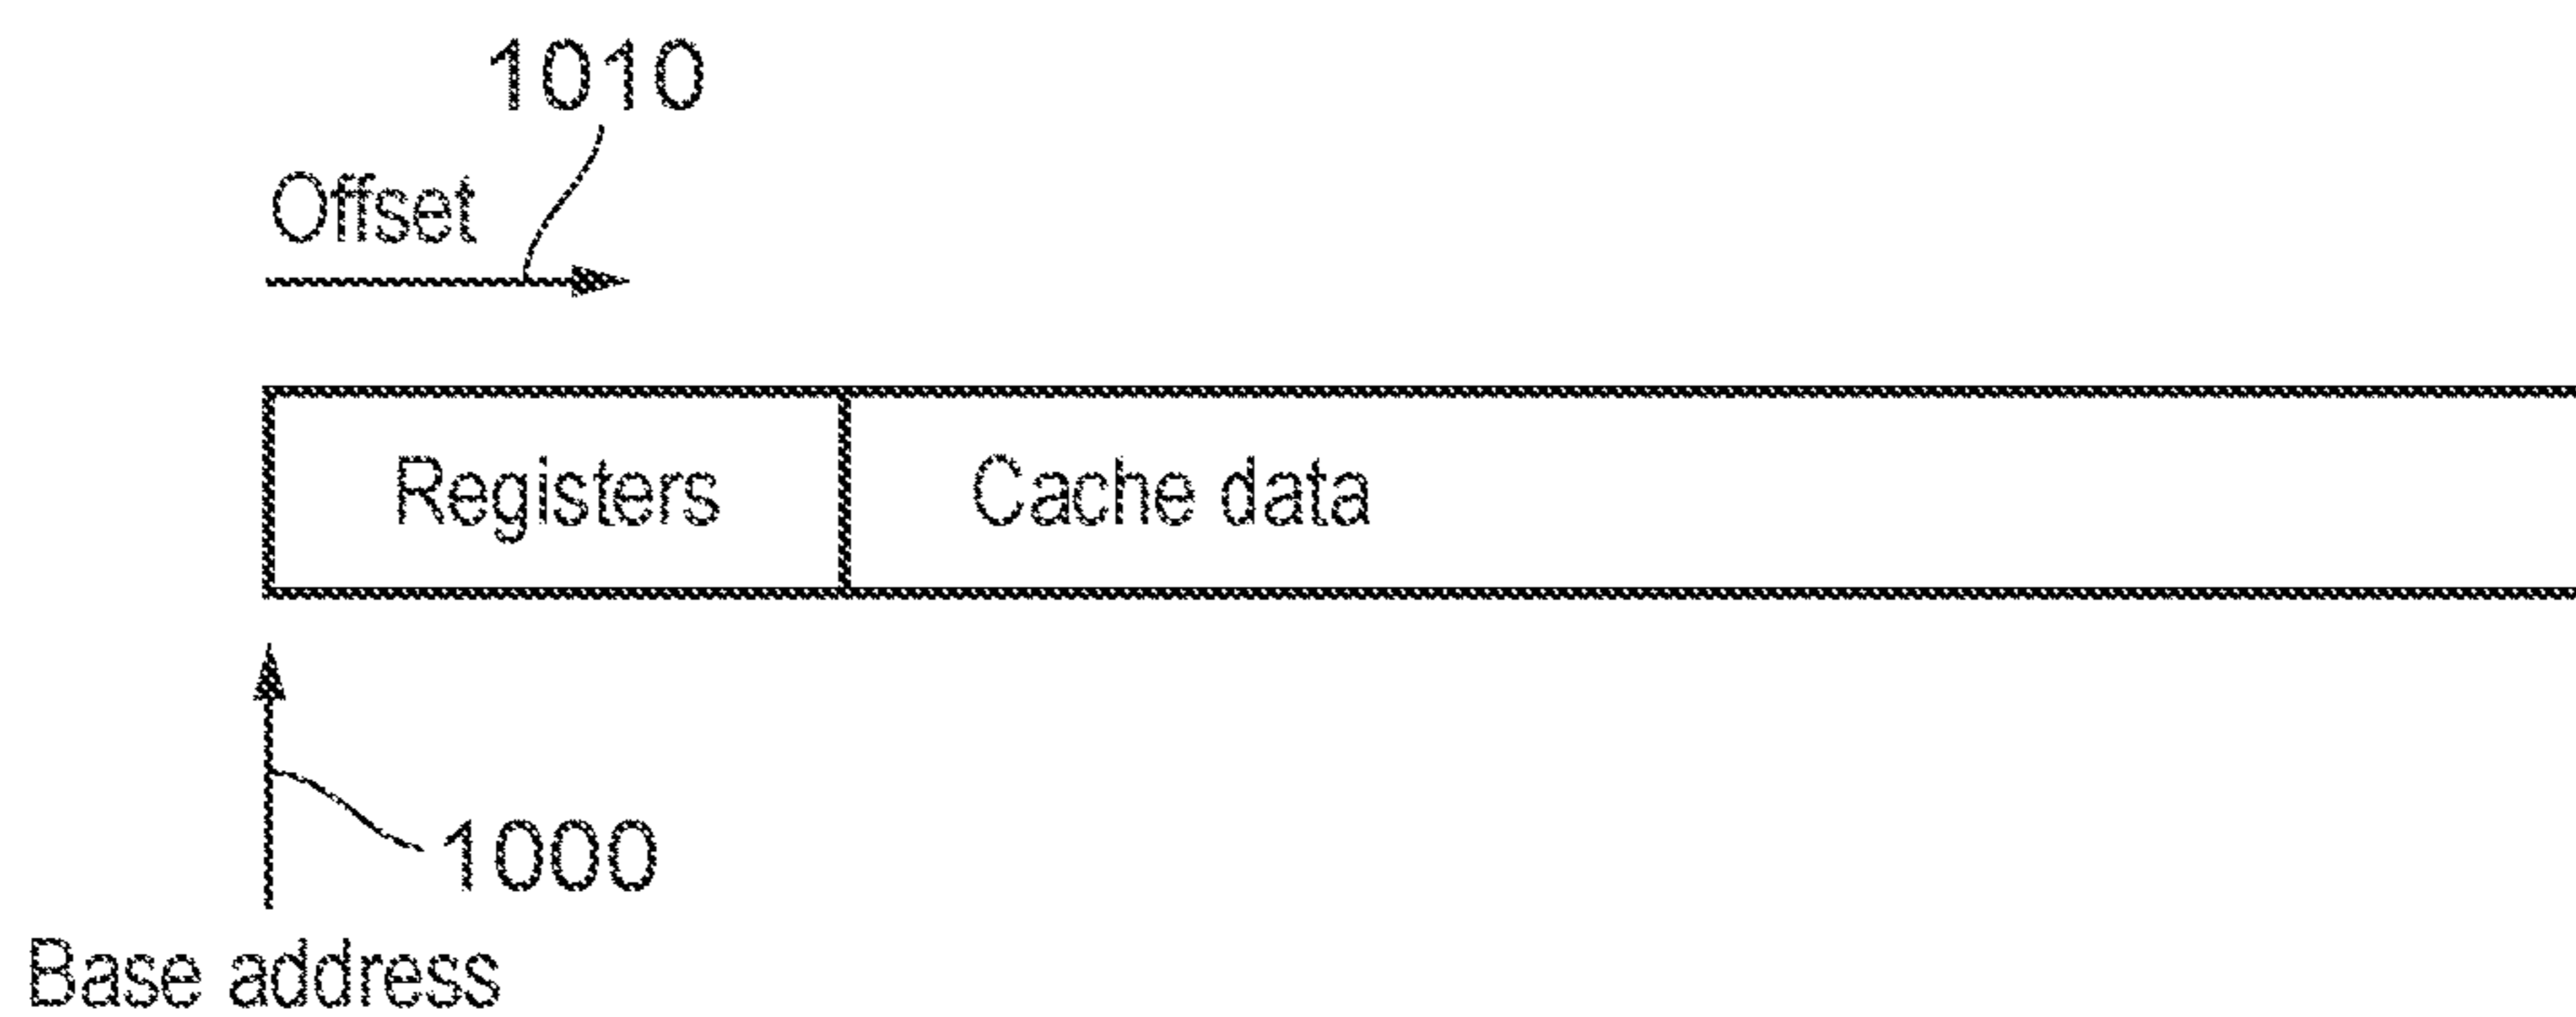 1010
Offset
Registers
Cache data
1000
Base address